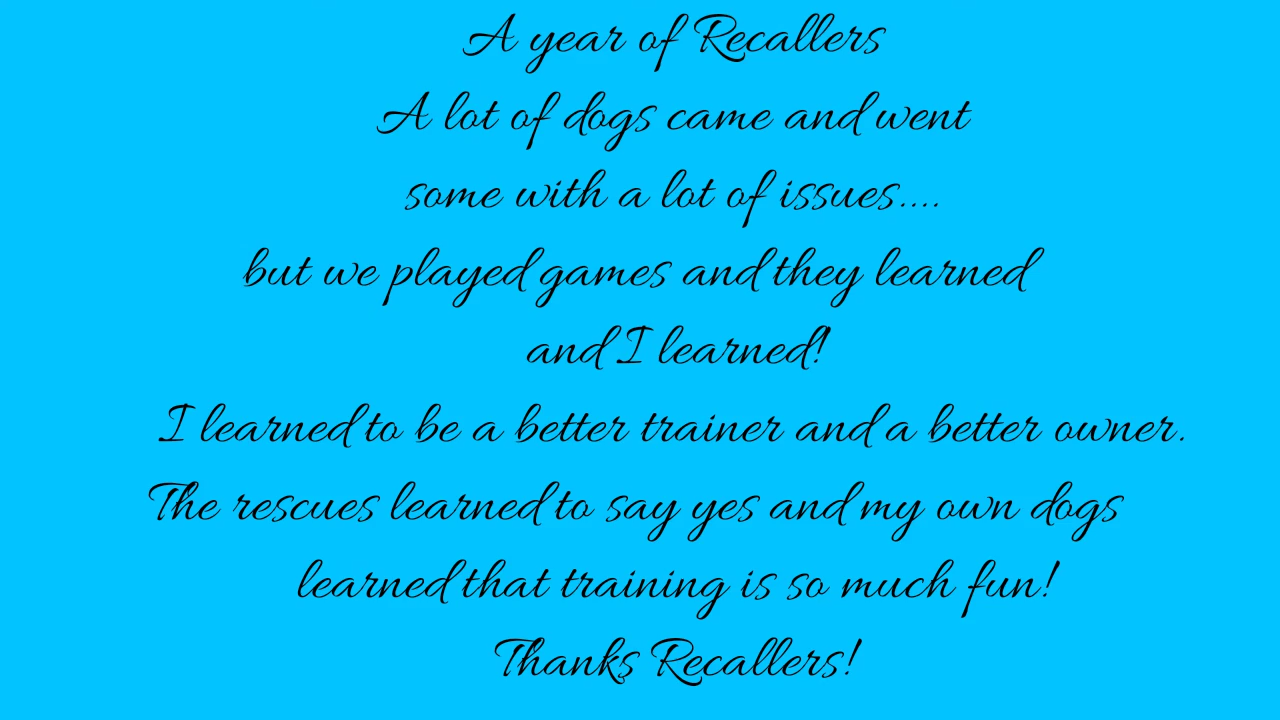 A year of Recallers
A lot of dogs came and went
some with a lot of issues....
but we played games and they learned
and I learned!
I learned to be a better trainer and a better owner.
The rescues learned to say yes and my own dogs
learned that training is so much fun!
Thanks Recallers!